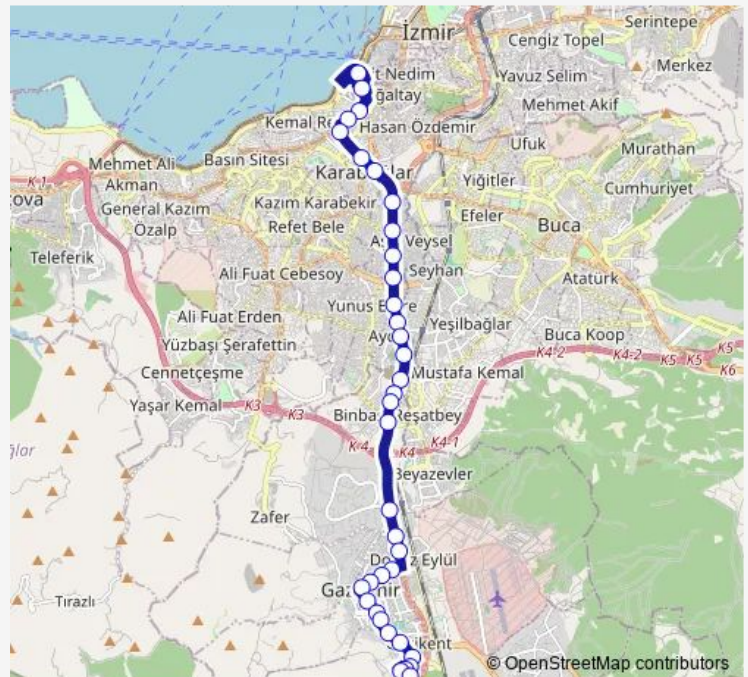 İzmir
Serintepe
Cengiz Topel
Merkez
Nedim
Yavuz Selim
Mehmet Akif
Hasan Özdemir
Ufuk
Murathan
Mehmet Ali
Basın Sitesi
Yiğitler
K1
Akman
Cumhuriyet
General Kazım
Özalp
Kazım Karabekir
Efeler
Refet Bele
Buca
Veysel
Teleferik
Seyhan
Ali Fuat Cebesoy
Atatürk
Ali Fuat Erden
Yeşilbağlar
Buca Koop
Yüzbaşı Şerafettin
K4-2
K4-2
K5
K5
K6
Cennetçeşme
Mustafa Kemal
Yaşar Kemal
K3
K3
Reşatbey
K4
K4
K4-1
Beyazevler
Zafer
Eylül
Tırazlı
© OpenStreetMap contributors